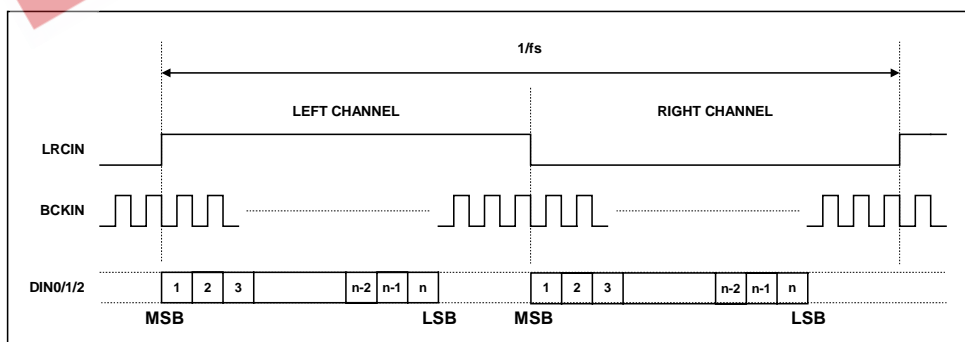 1/fs
LEFT CHANNEL RIGHT CHANNEL
LRCIN
BCKIN
DIN0/1/2 1 2 3 n-2 n-1 n 1 2 3 n-2 n-1 n
MSB LSB MSB LSB